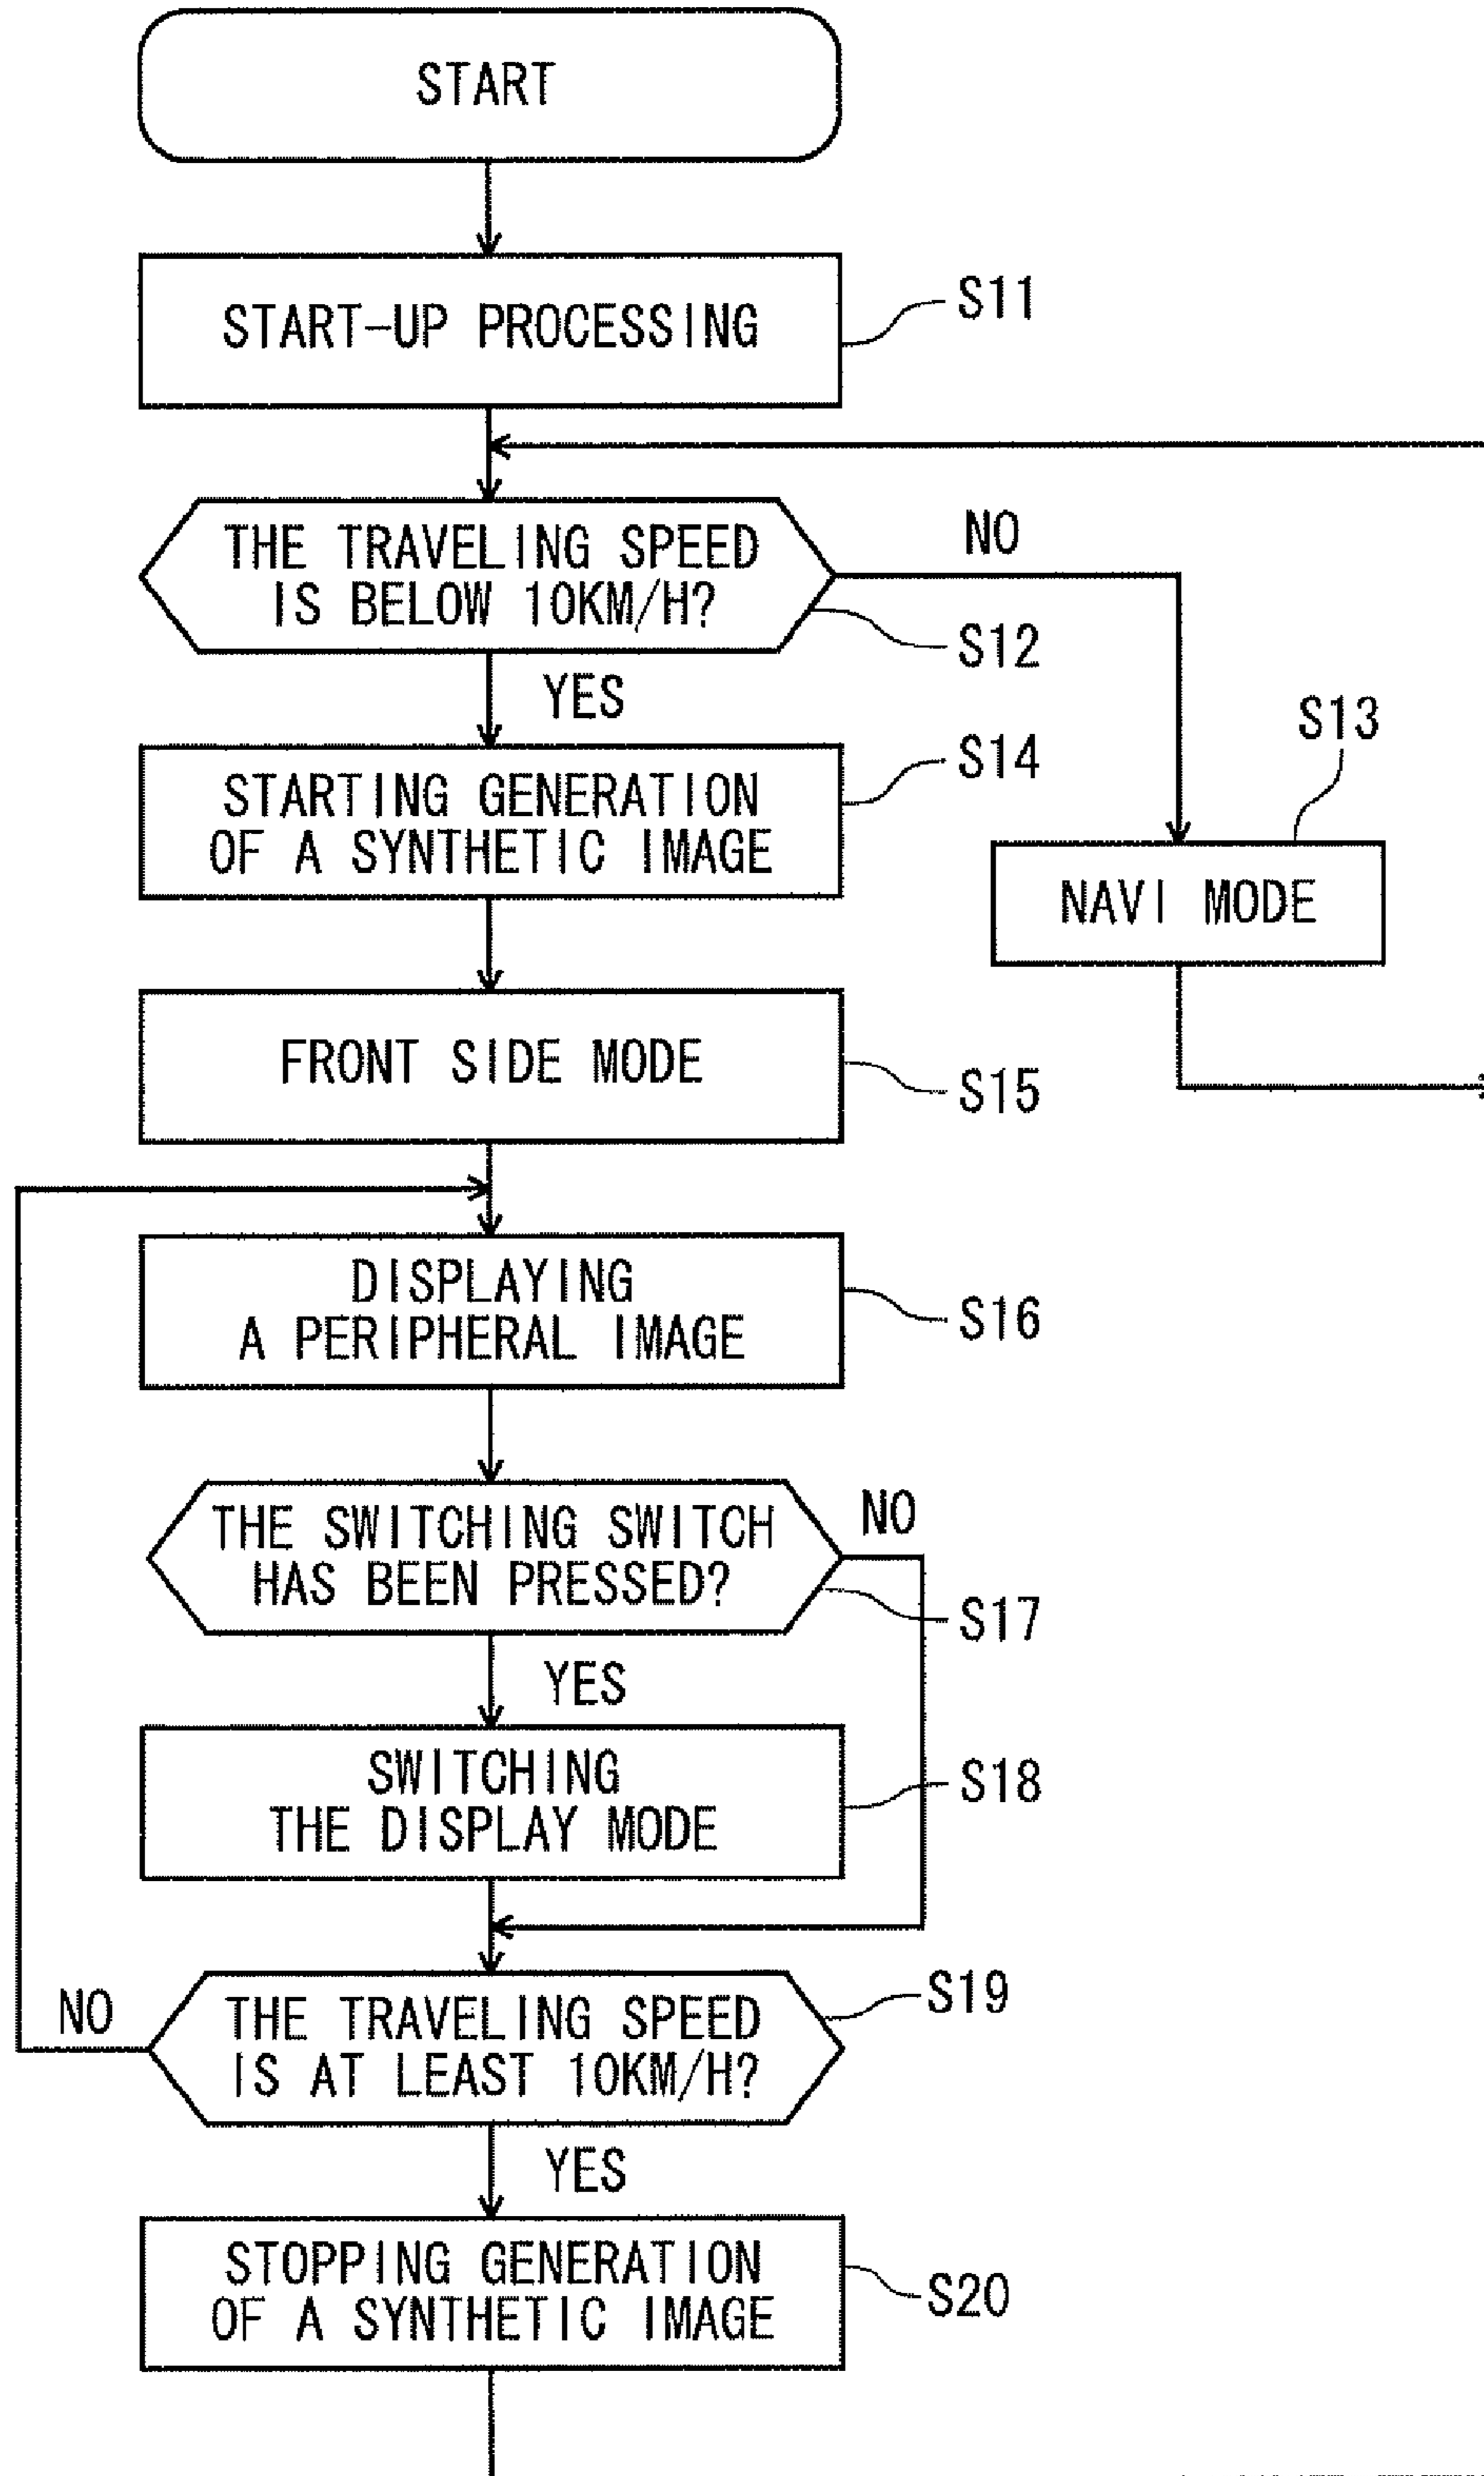 START
START-UP PROCESSING
S11
THE TRAVELING SPEED
IS BELOW 10KM/H?
NO
S12
YES
S13
STARTING GENERATION
OF A SYNTHETIC IMAGE
S14
NAVI MODE
FRONT SIDE MODE
S15
DISPLAYING
A PERIPHERAL IMAGE
S16
THE SWITCHING SWITCH
HAS BEEN PRESSED?
NO
S17
YES
SWITCHING
THE DISPLAY MODE
S18
THE TRAVELING SPEED
IS AT LEAST 10KM/H?
S19
NO
YES
STOPPING GENERATION
OF A SYNTHETIC IMAGE
S20